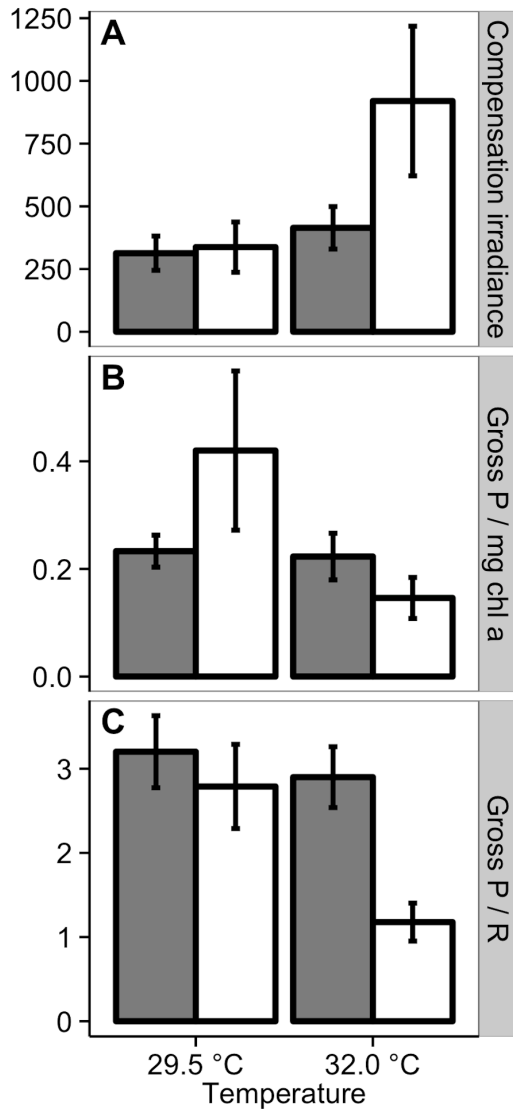 A
1250
1000
750
500
250
0
Compensation irradiance
B
0.4
0.2
0.0
Gross P / mg chl a
C
3
2
1
0
Gross P / R
29.5 °C
32.0 °C
Temperature